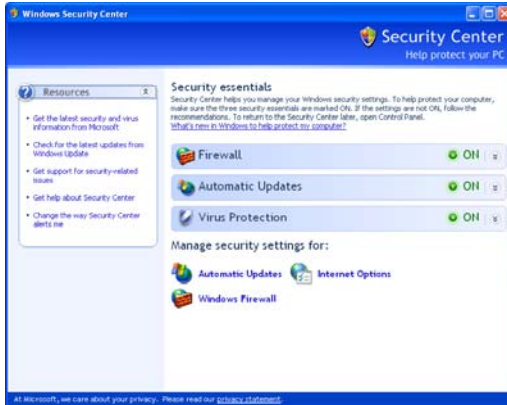 Windows Security Center
Security Center
Help protect your PC
Resources
Get the latest security and virus
information from Microsoft
Check for the latest updates from
Windows Update
Get support for security-related
issues
Get help about Security Center
Change the way Security Center
alerts me
Security essentials
Security Center helps you manage your Windows security settings. To help protect your computer,
make sure the three security essentials are marked ON. If the settings are not ON, follow the
recommendations. To return to the Security Center later, open Control Panel.
What's new in Windows to help protect my computer?
Firewall ON
Automatic Updates ON
Virus Protection ON
Manage security settings for:
Automatic Updates Internet Options
Windows Firewall
At Microsoft, we care about your privacy. Please read our privacy statement.